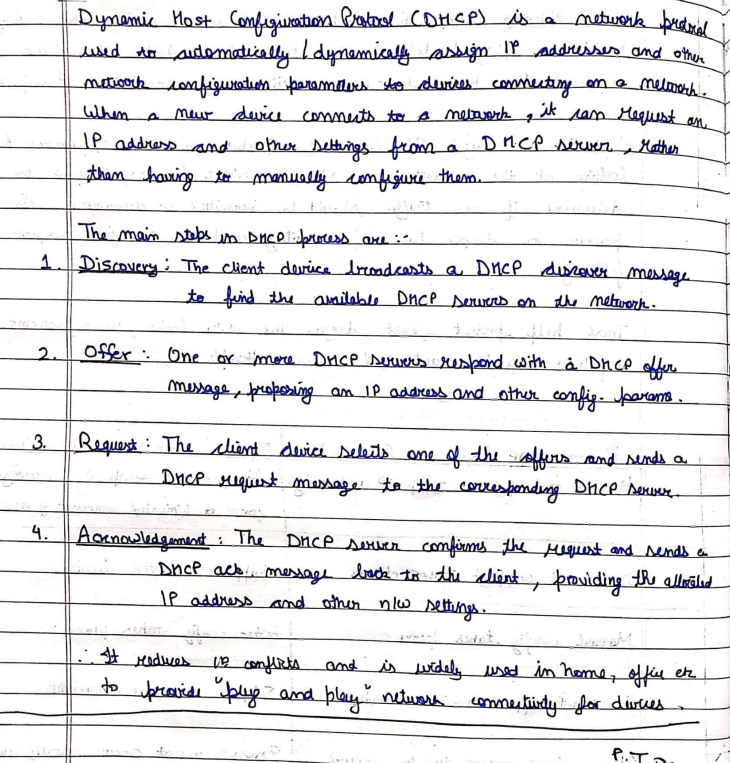 Dynamic Host Configuration Protocol (DHCP) is a network protocol
used to automatically / dynamically assign IP addresses and other
network configuration parameters to devices connecting on a network.
When a new device connects to a network, it can request an
IP address and other settings from a DHCP server, rather
than having to manually configure them.
The main steps in DHCP process are :-
1. Discovery : The client device broadcasts a DHCP discover message
to find the available DHCP servers on the network.
2. Offer : One or more DHCP servers respond with a DHCP offer
message, proposing an IP address and other config. params.
3. Request : The client device selects one of the offers and sends a
DHCP request message to the corresponding DHCP server.
4. Acknowledgement : The DHCP server confirms the request and sends a
DHCP ack message back to the client, providing the allocated
IP address and other n/w settings.
∴ It reduces IP conflicts and is widely used in home, office etc
to provide "plug and play" network connectivity for devices.
P.T.O.